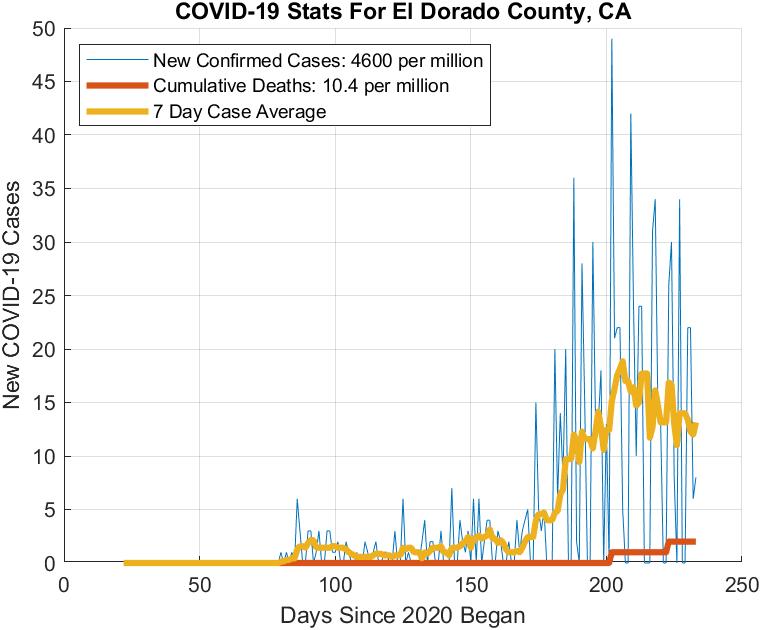 COVID-19 Stats For El Dorado County, CA
New Confirmed Cases: 4600 per million
Cumulative Deaths: 10.4 per million
7 Day Case Average
New COVID-19 Cases
50
45
40
35
30
25
20
15
10
5
0
0 50 100 150 200 250
Days Since 2020 Began